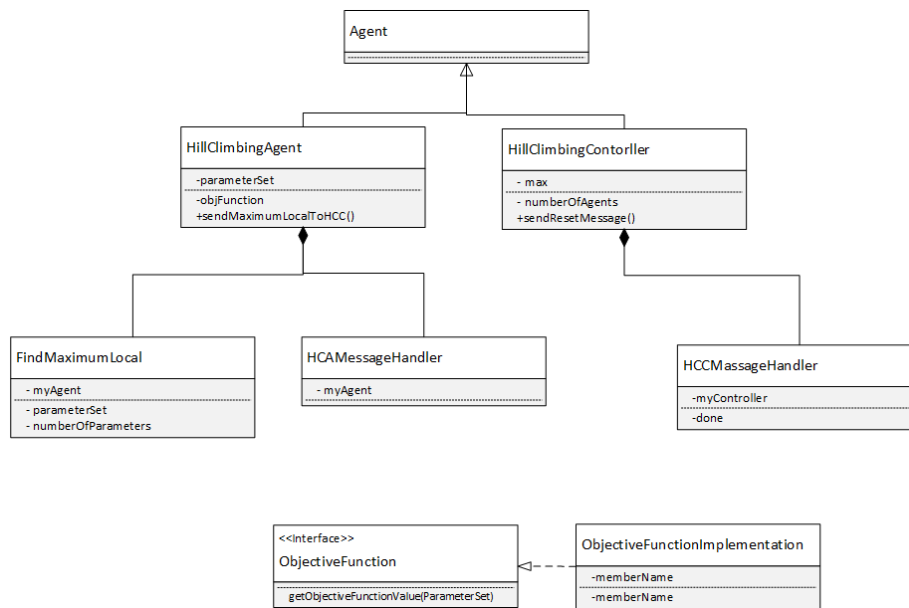 Agent
HillClimbingAgent
-parameterSet
-objFunction
+sendMaximumLocalToHCC()
HillClimbingContorller
- max
- numberOfAgents
+sendResetMessage()
FindMaximumLocal
- myAgent
- parameterSet
- numberOfParameters
HCAMessageHandler
- myAgent
HCCMassageHandler
-myController
-done
<<Interface>>
ObjectiveFunction
getObjectiveFunctionValue(ParameterSet)
ObjectiveFunctionImplementation
-memberName
-memberName